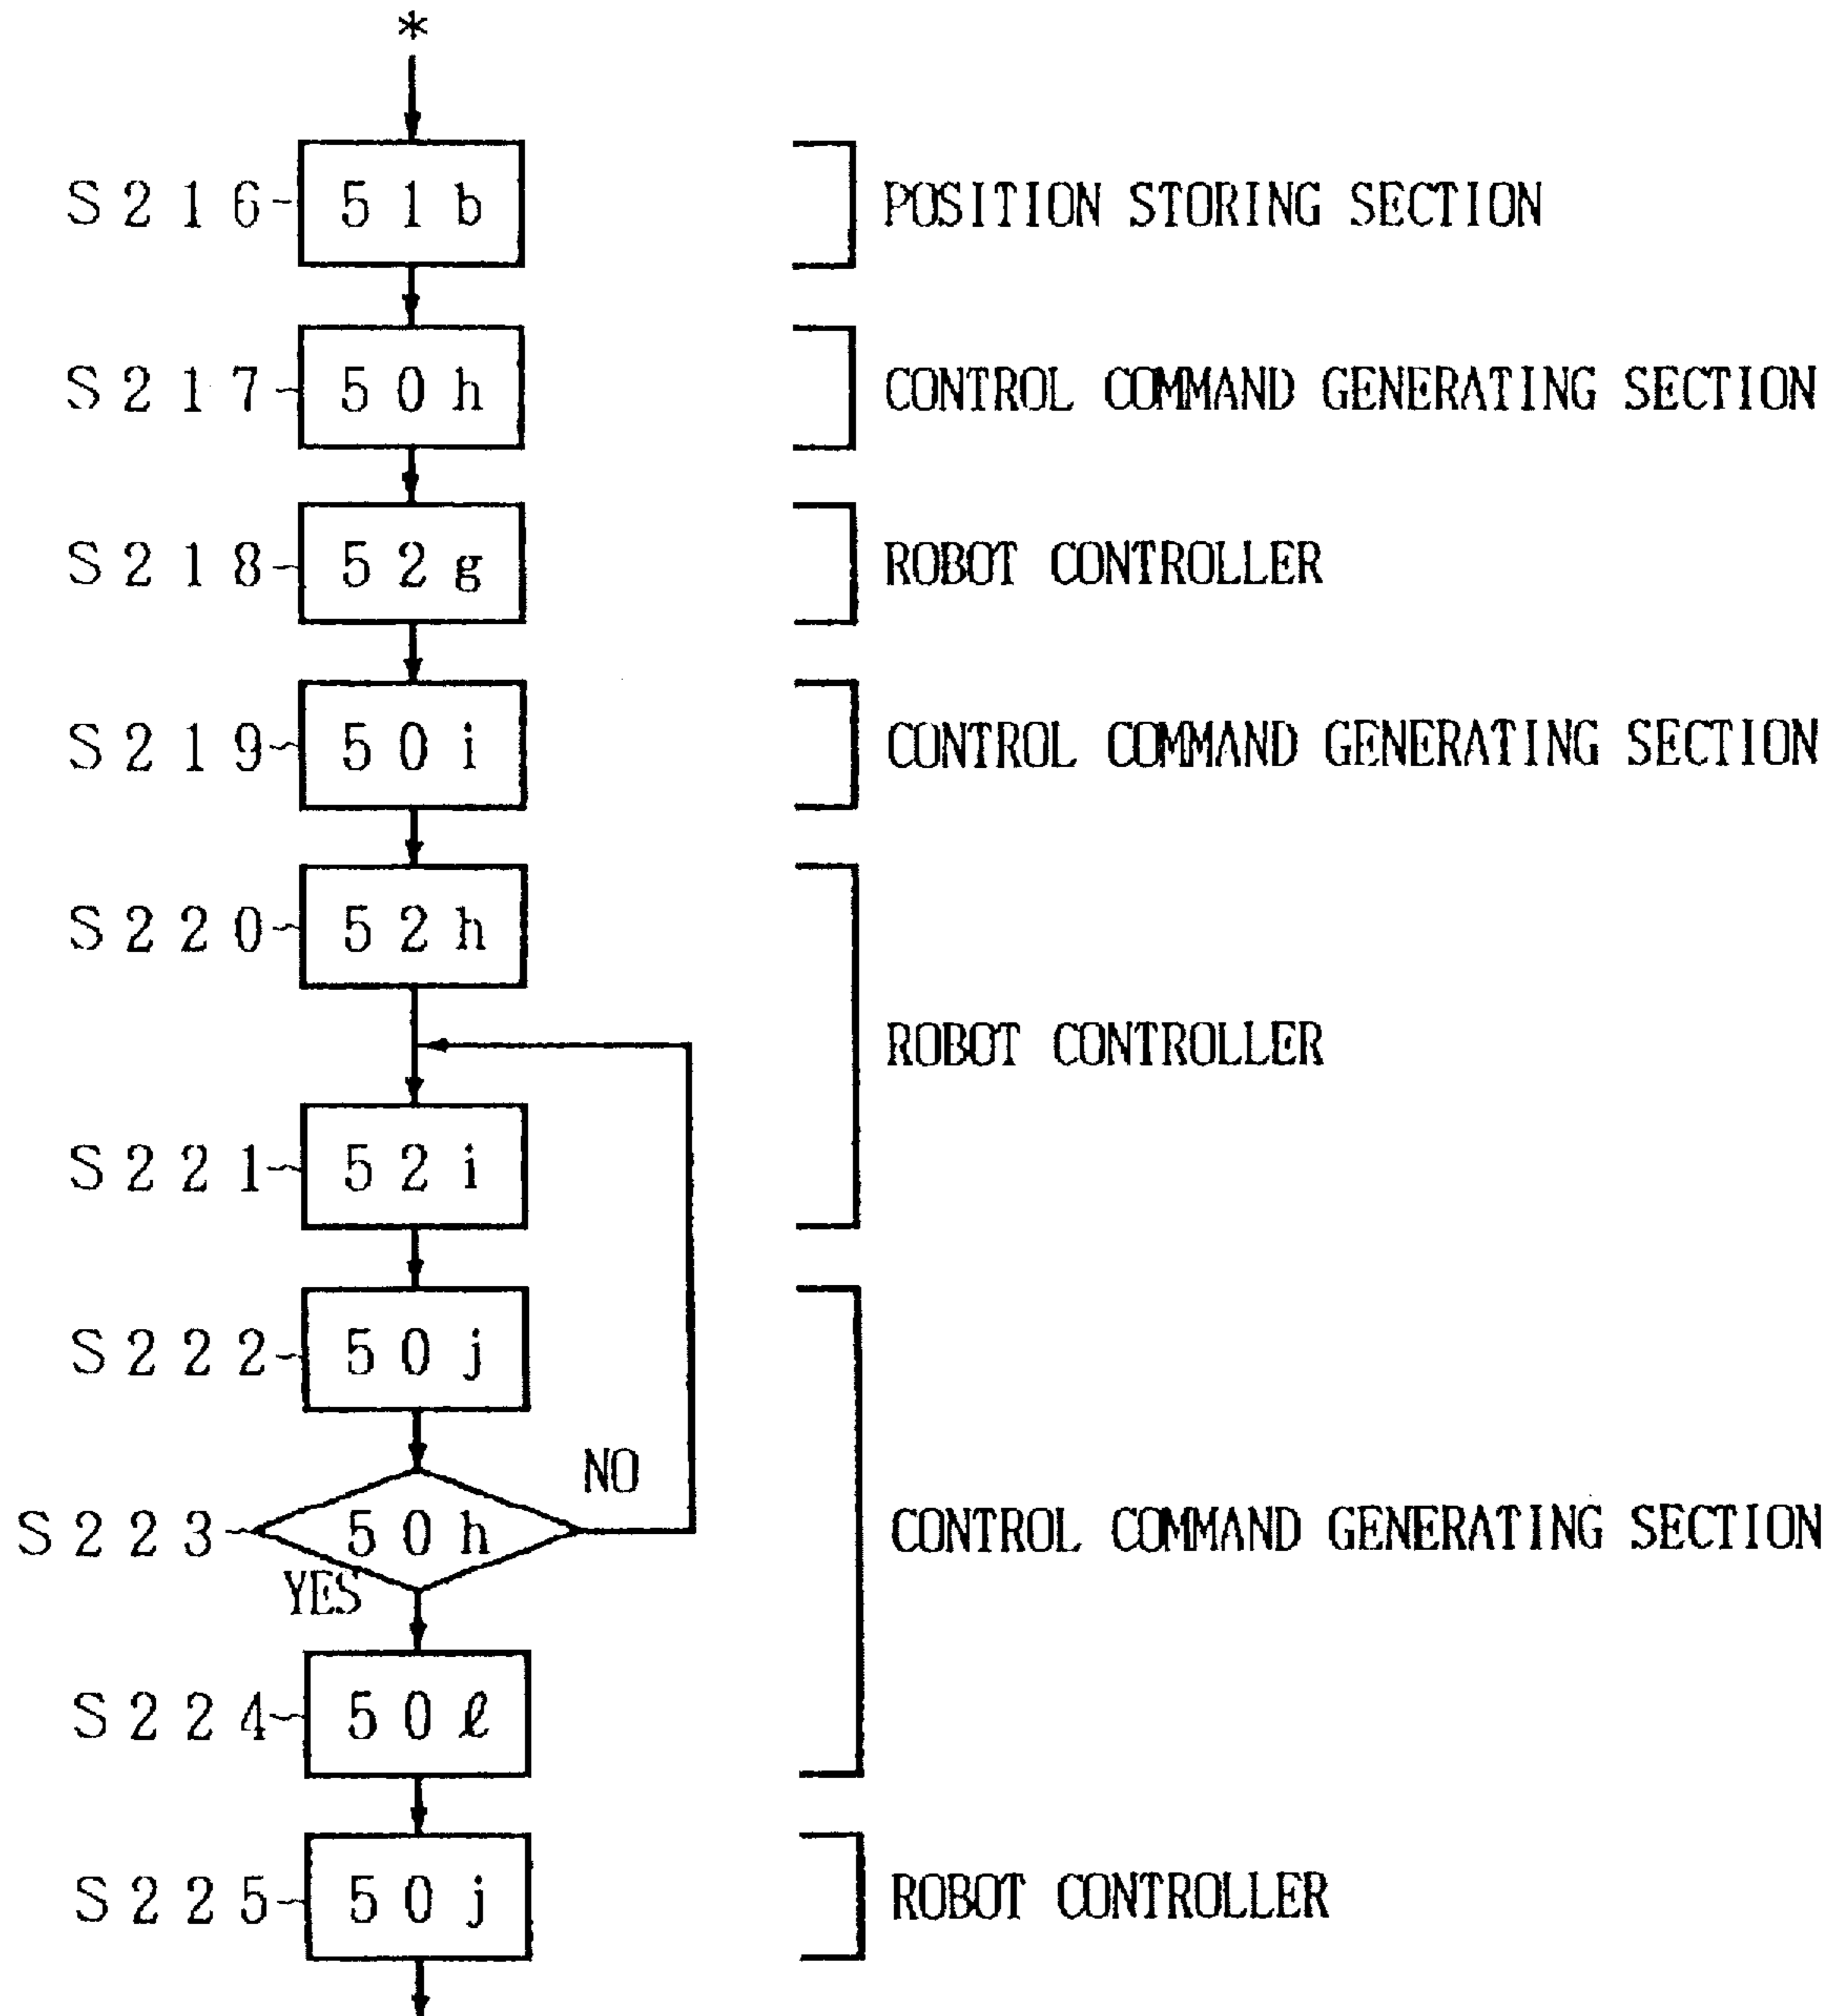 *
S216 51b POSITION STORING SECTION
S217 50h CONTROL COMMAND GENERATING SECTION
S218 52g ROBOT CONTROLLER
S219 50i CONTROL COMMAND GENERATING SECTION
S220 52h
ROBOT CONTROLLER
S221 52i
S222 50j
NO
S223 50h CONTROL COMMAND GENERATING SECTION
YES
S224 50ℓ
S225 50j ROBOT CONTROLLER